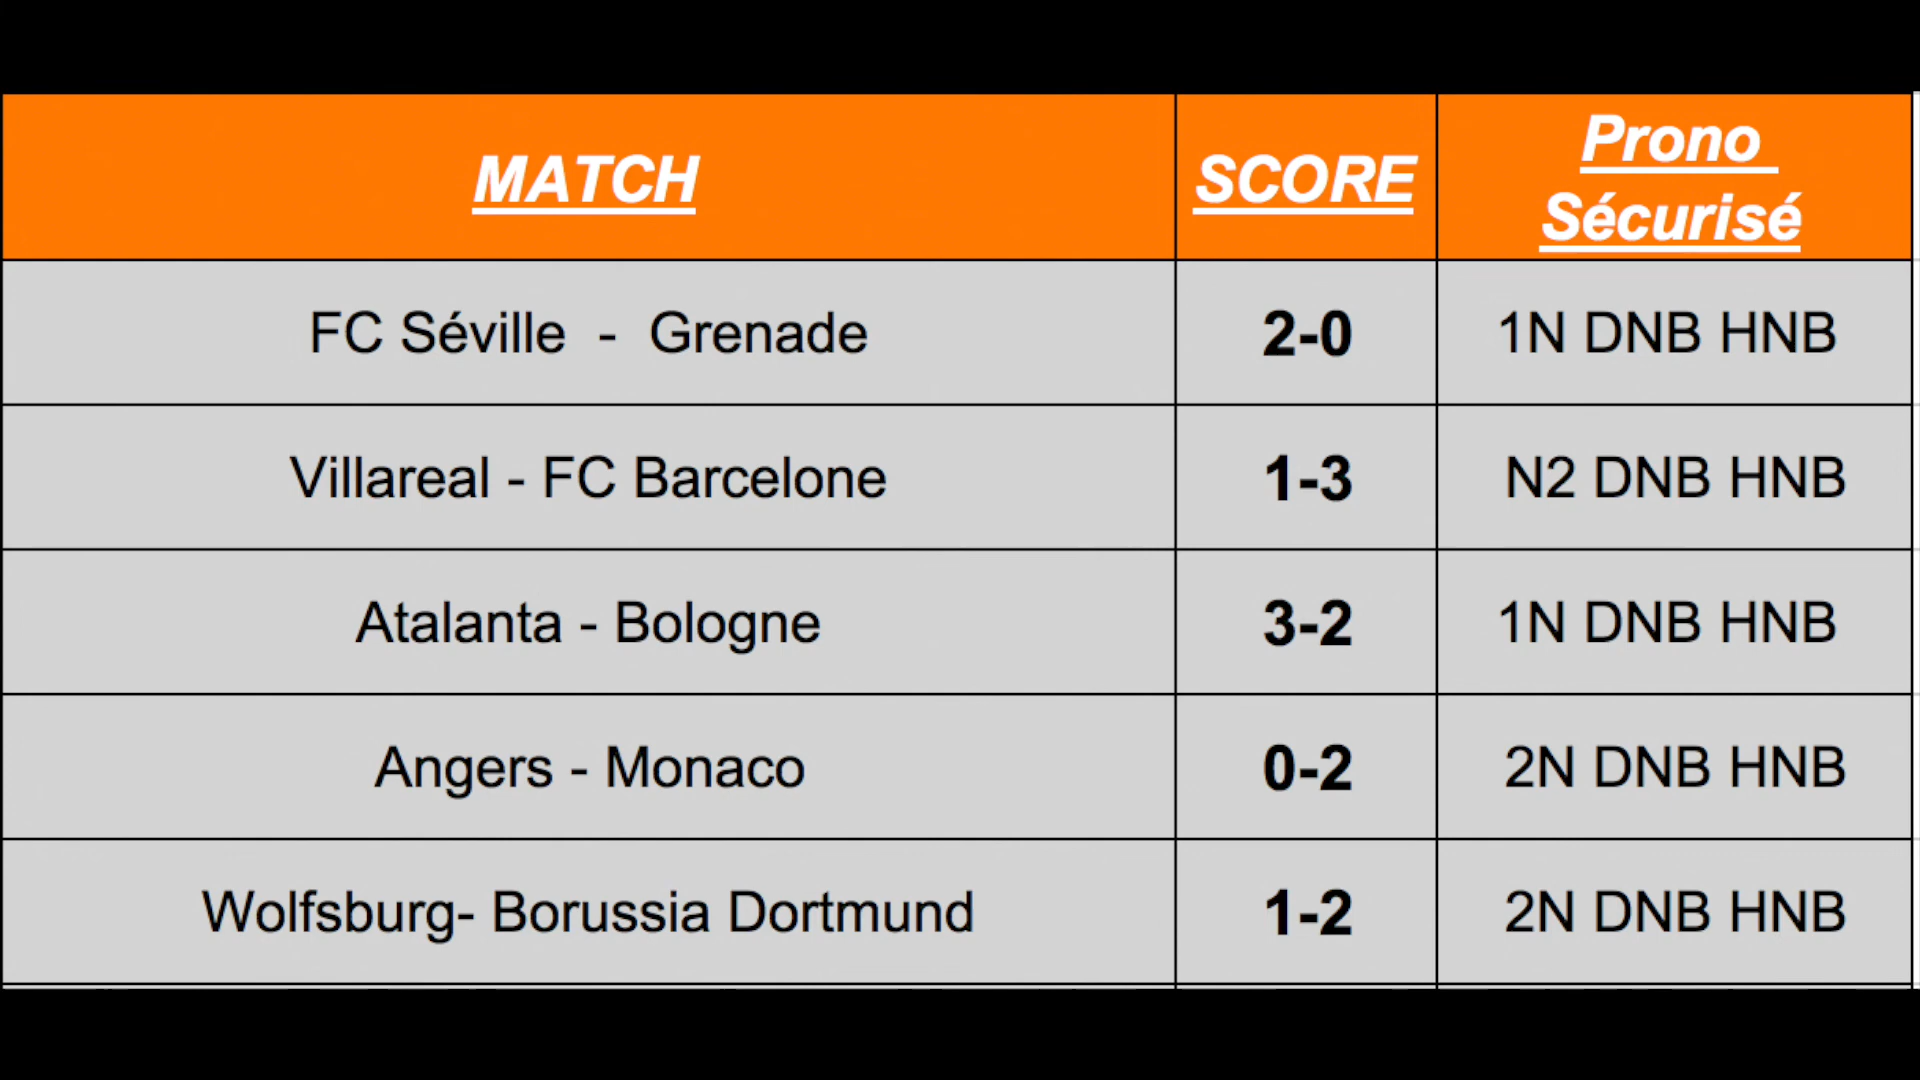 MATCH SCORE Prono
Sécurisé
FC Séville - Grenade 2-0 1N DNB HNB
Villareal - FC Barcelone 1-3 N2 DNB HNB
Atalanta - Bologne 3-2 1N DNB HNB
Angers - Monaco 0-2 2N DNB HNB
Wolfsburg- Borussia Dortmund 1-2 2N DNB HNB